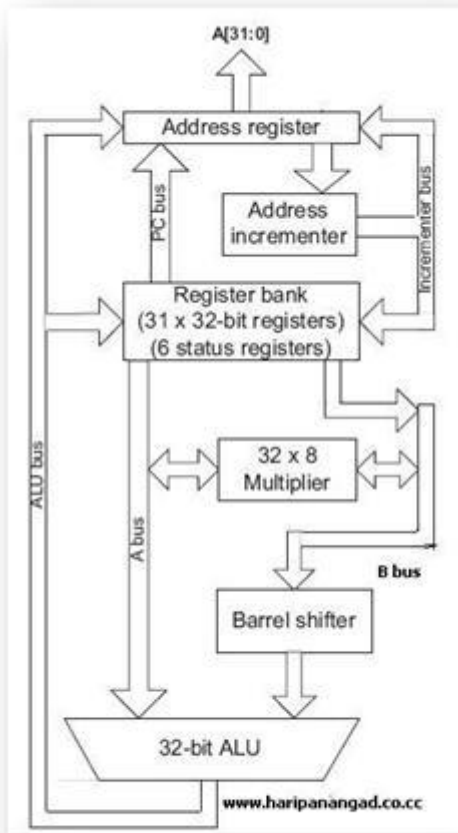 A[31:0]
Address register
PC bus
Address
incrementer
Incrementer bus
Register bank
(31 x 32-bit registers)
(6 status registers)
ALU bus
A bus
32 x 8
Multiplier
B bus
Barrel shifter
32-bit ALU
www.haripanangad.co.cc